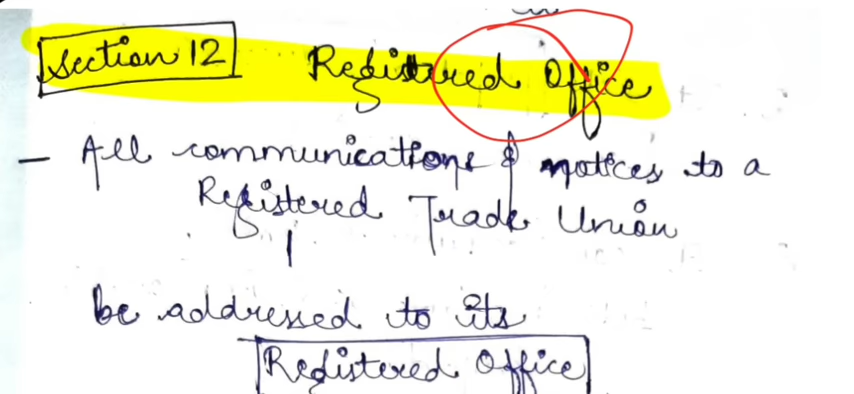 Section 12 Registered Office
- All communications & notices to a
Registered Trade Union
be addressed to its
Registered Office